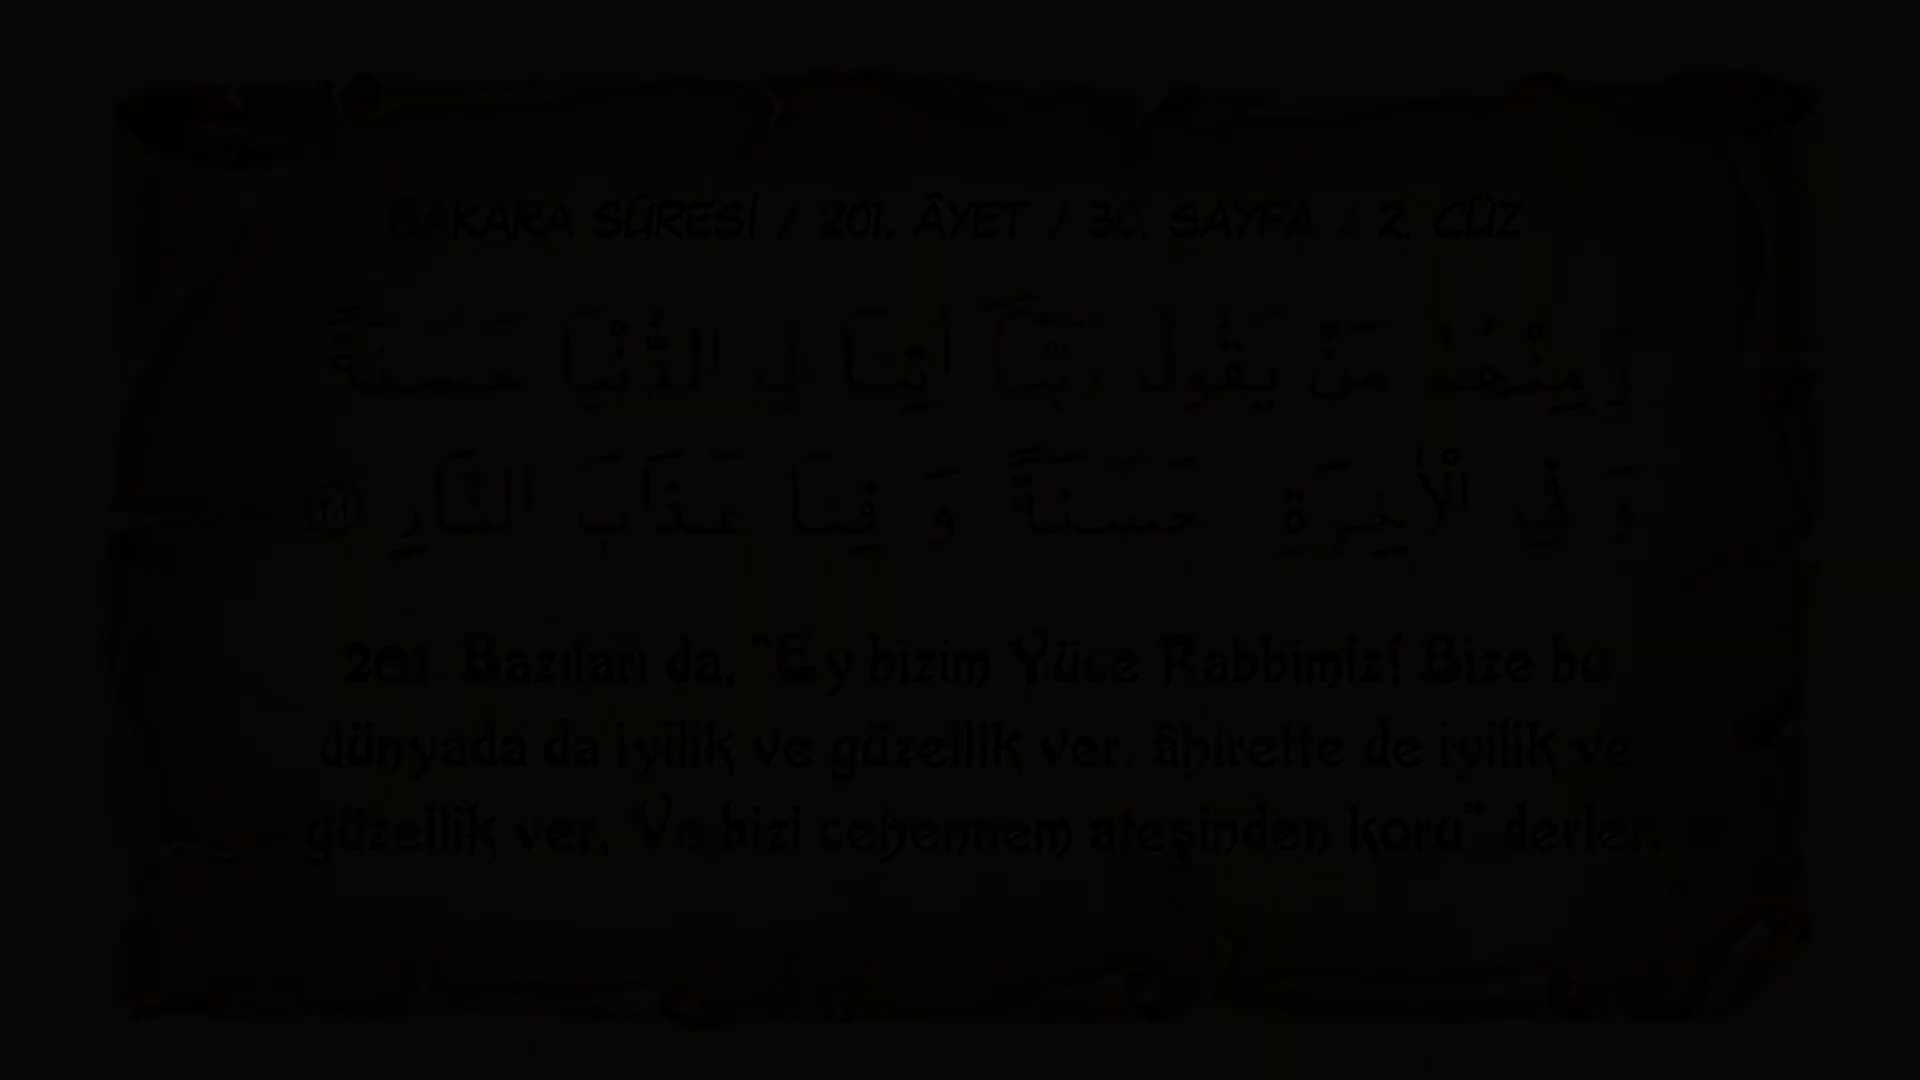 BAKARA SÛRESİ / 201. ÂYET / 30. SAYFA / 2. CÜZ
وَمِنْهُمْ مَنْ يَقُولُ رَبَّنَٓا اٰتِنَا فِي الدُّنْيَا حَسَنَةً
وَفِي الْاٰخِرَةِ حَسَنَةً وَقِنَا عَذَابَ النَّارِ ﴿٢٠١﴾
201. Bazıları da, "Ey bizim Yüce Rabbimiz! Bize bu
dünyada da iyilik ve güzellik ver, âhirette de iyilik ve
güzellik ver. Ve bizi cehennem ateşinden koru" derler.